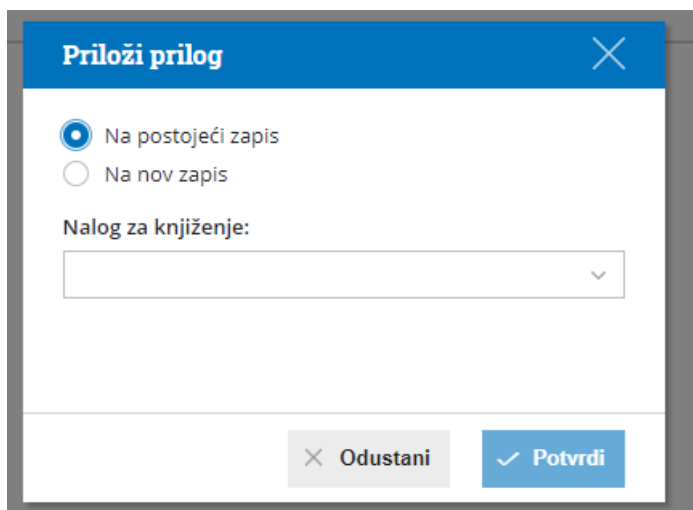 Priloži prilog
Na postojeći zapis
Na nov zapis
Nalog za knjiženje:
Odustani
Potvrdi